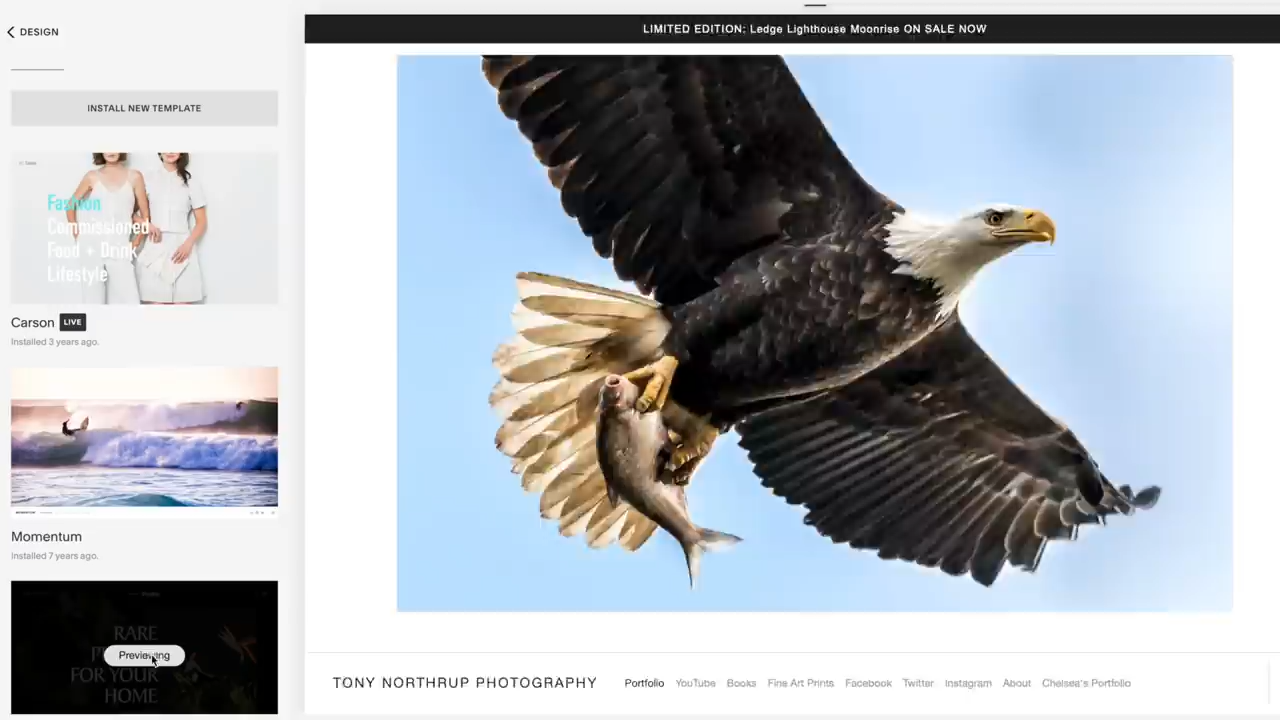 DESIGN
INSTALL NEW TEMPLATE
Fashion
Commissioned
Food + Drink
Lifestyle
Carson LIVE
Installed 3 years ago.
MOMENTUM
Momentum
Installed 7 years ago.
RARE
FOR YOUR
HOME
Previewing
LIMITED EDITION: Ledge Lighthouse Moonrise ON SALE NOW
TONY NORTHRUP PHOTOGRAPHY Portfolio YouTube Books Fine Art Prints Facebook Twitter Instagram About Chelsea's Portfolio